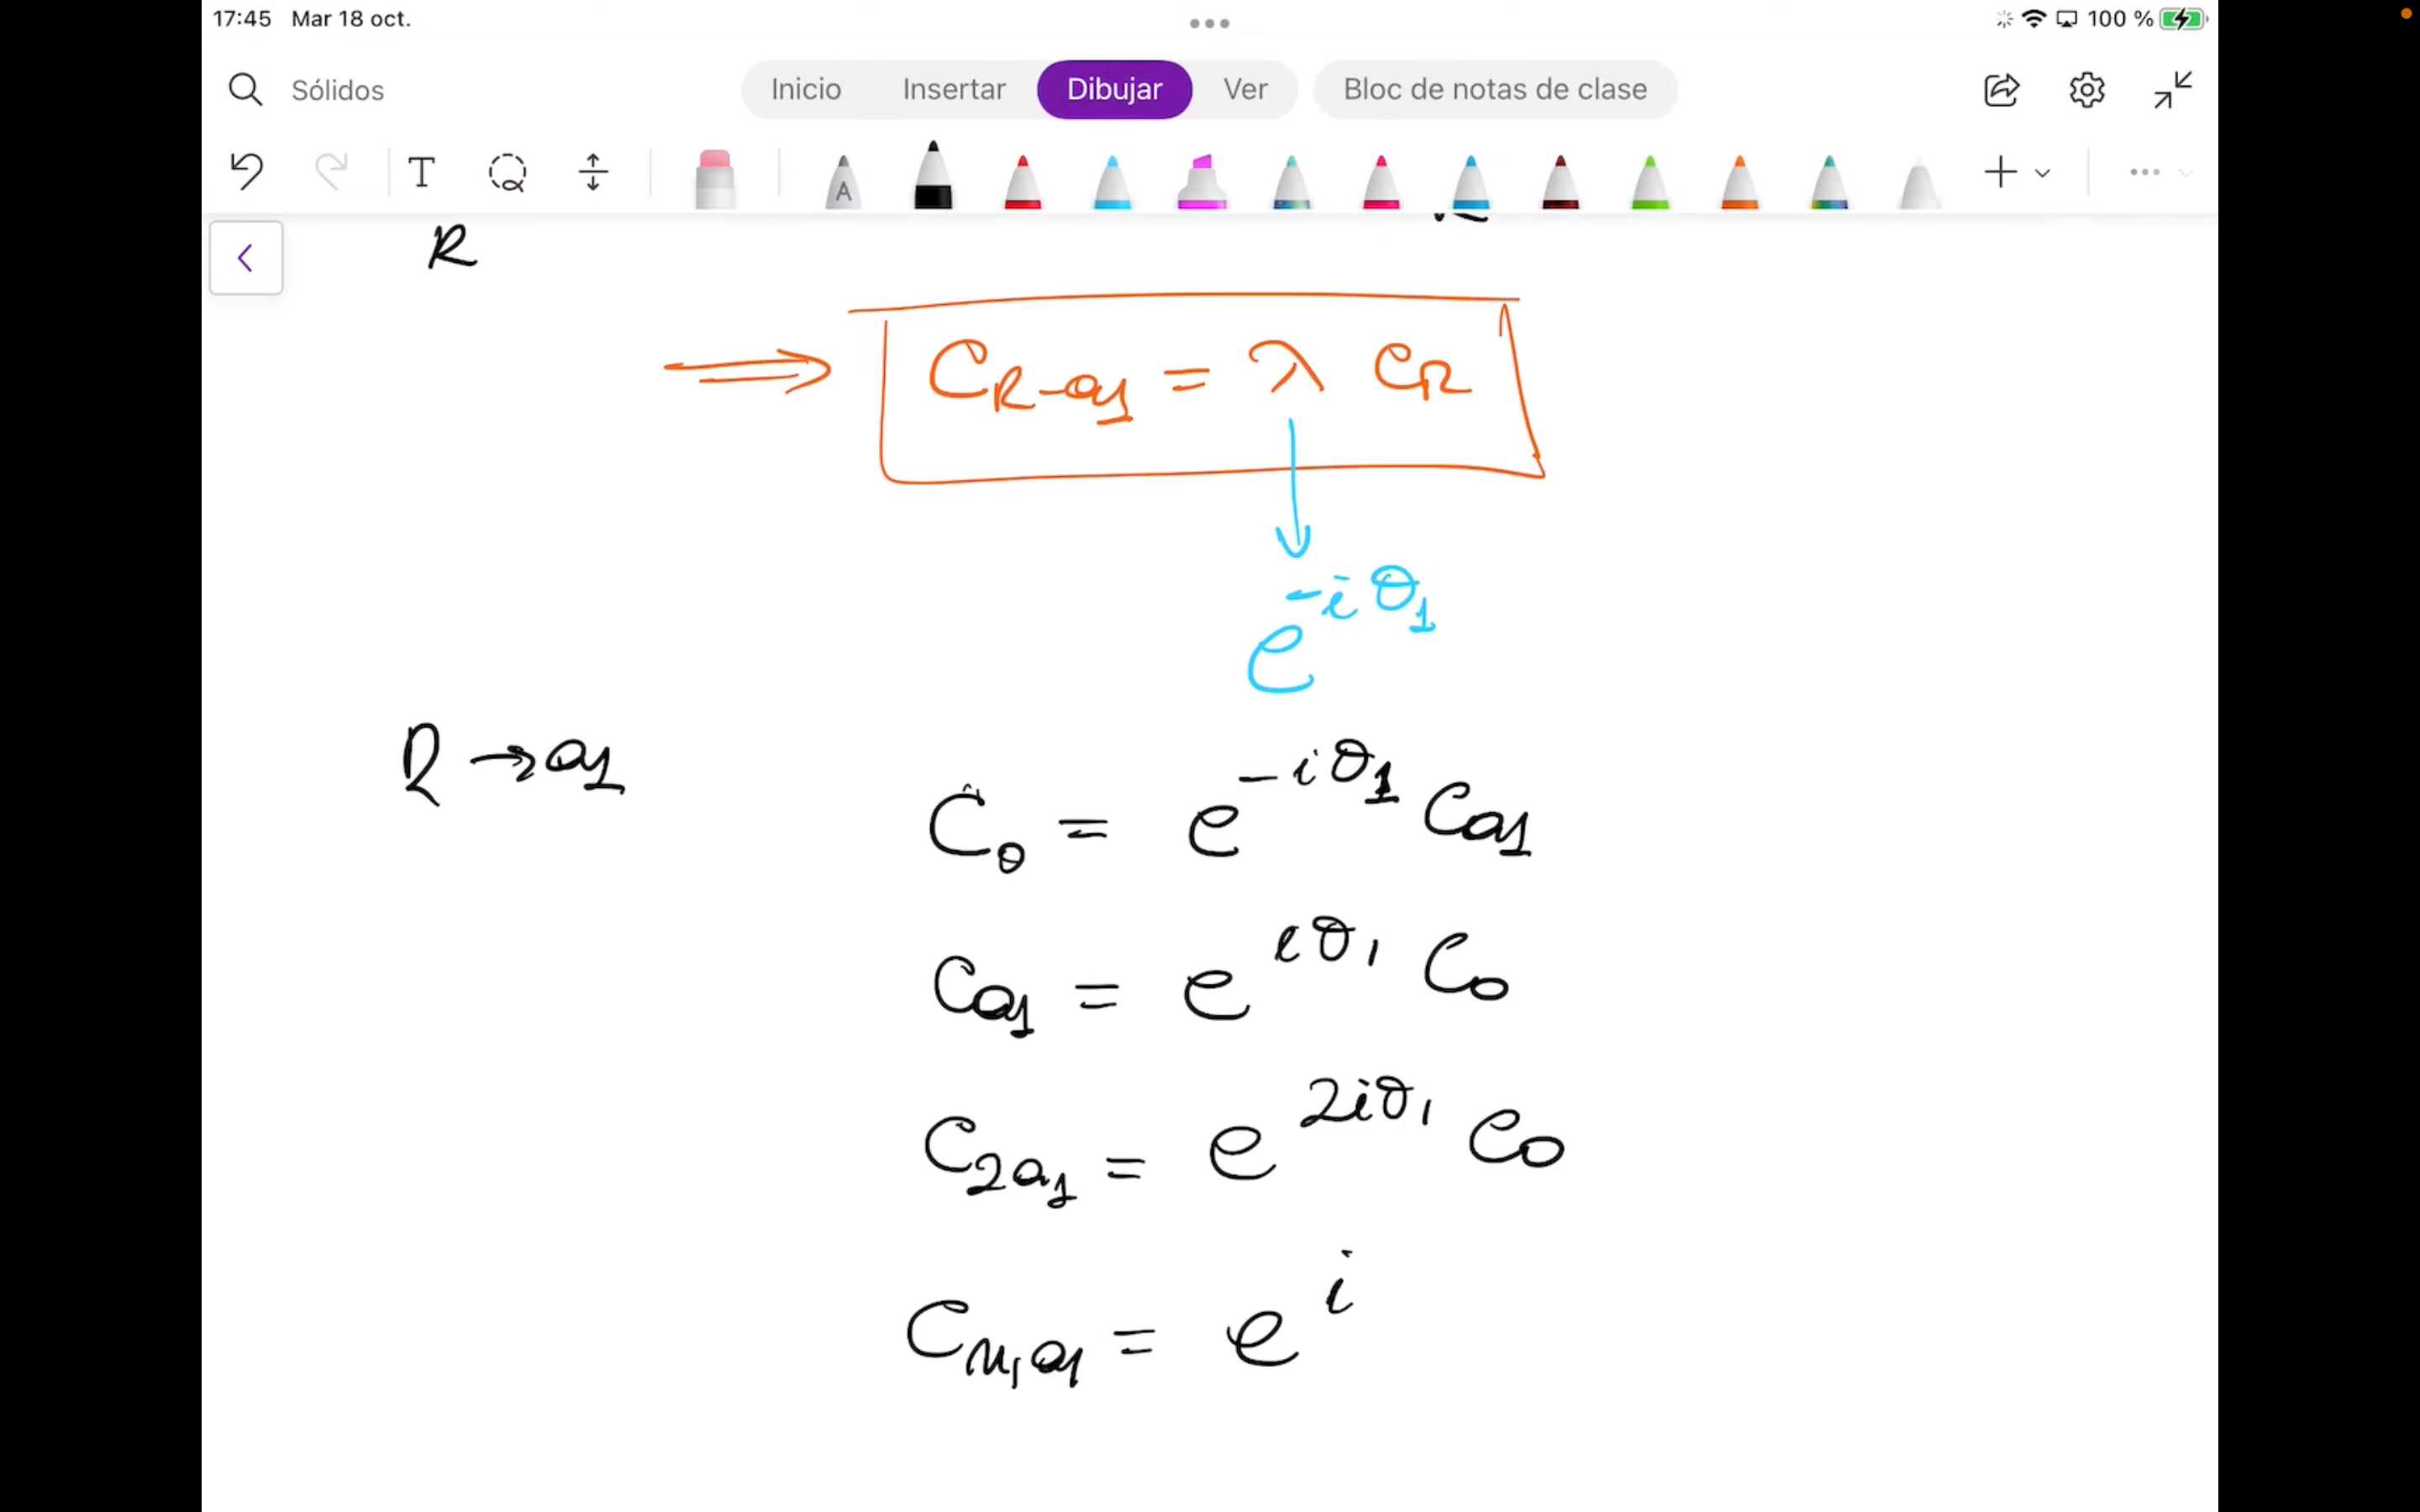 17:45 Mar 18 oct. 100 %
Sólidos Inicio Insertar Dibujar Ver Bloc de notas de clase
T A
R
⟹ C_{R-a_1} = λ C_R
e^{-iθ_1}
R → a_1
C_0 = e^{-iθ_1} C_{a_1}
C_{a_1} = e^{iθ_1} C_0
C_{2a_1} = e^{2iθ_1} C_0
C_{n_1a_1} = e^{i